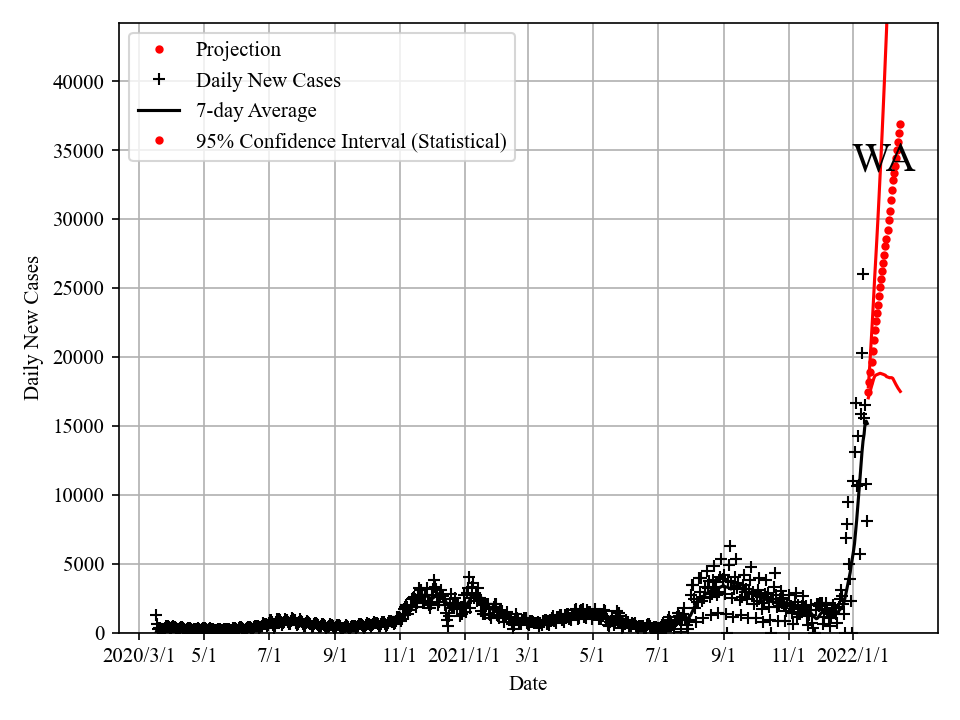 Projection
Daily New Cases
7-day Average
95% Confidence Interval (Statistical)
WA
40000
35000
30000
25000
20000
15000
10000
5000
0
Daily New Cases
2020/3/1 5/1 7/1 9/1 11/1 2021/1/1 3/1 5/1 7/1 9/1 11/1 2022/1/1
Date